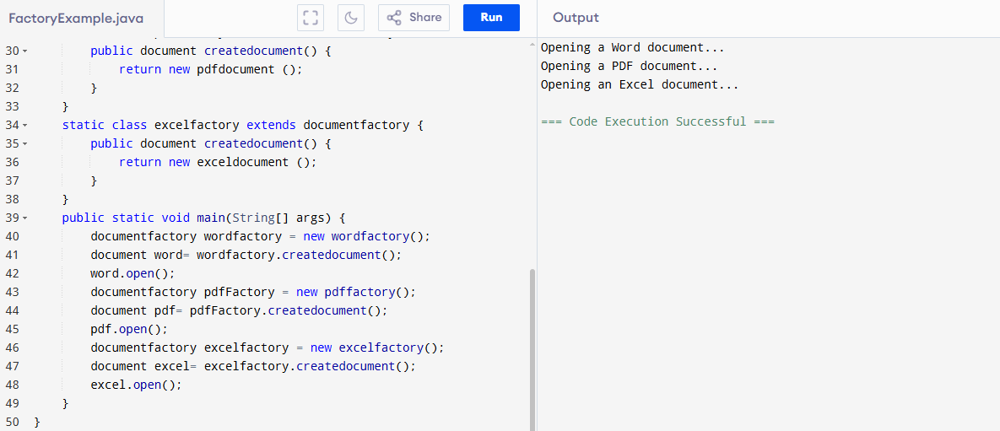 FactoryExample.java
Share
Run
Output
30    public document createdocument() {
31        return new pdfdocument ();
32    }
33 }
34 static class excelfactory extends documentfactory {
35    public document createdocument() {
36        return new exceldocument ();
37    }
38 }
39 public static void main(String[] args) {
40    documentfactory wordfactory = new wordfactory();
41    document word= wordfactory.createdocument();
42    word.open();
43    documentfactory pdfFactory = new pdffactory();
44    document pdf= pdfFactory.createdocument();
45    pdf.open();
46    documentfactory excelfactory = new excelfactory();
47    document excel= excelfactory.createdocument();
48    excel.open();
49 }
50 }
Opening a Word document...
Opening a PDF document...
Opening an Excel document...
=== Code Execution Successful ===